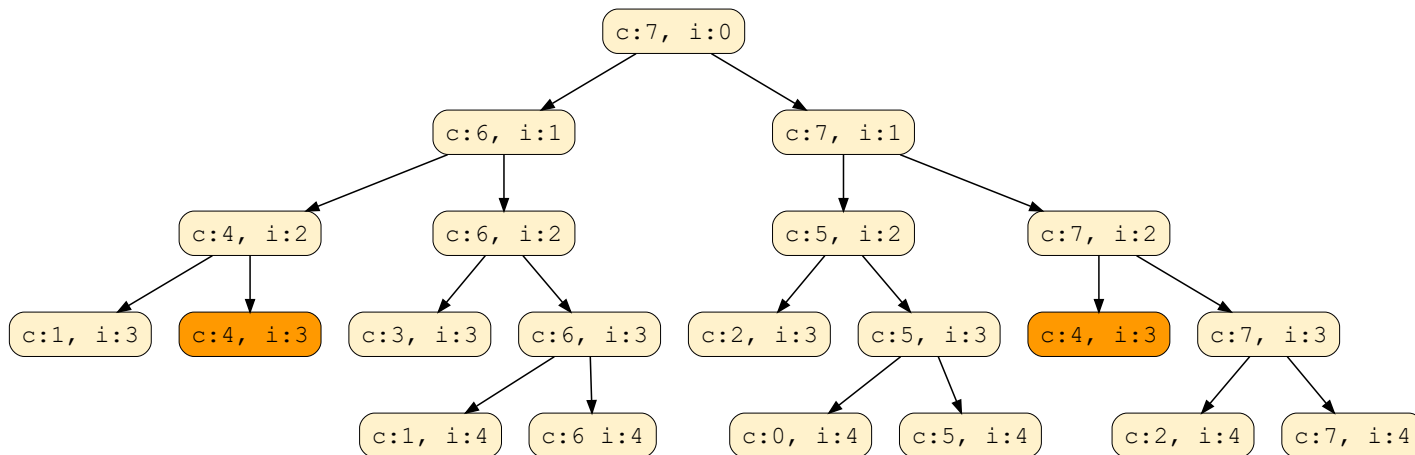 c:7, i:0
c:6, i:1
c:7, i:1
c:4, i:2
c:6, i:2
c:5, i:2
c:7, i:2
c:1, i:3
c:4, i:3
c:3, i:3
c:6, i:3
c:2, i:3
c:5, i:3
c:4, i:3
c:7, i:3
c:1, i:4
c:6 i:4
c:0, i:4
c:5, i:4
c:2, i:4
c:7, i:4